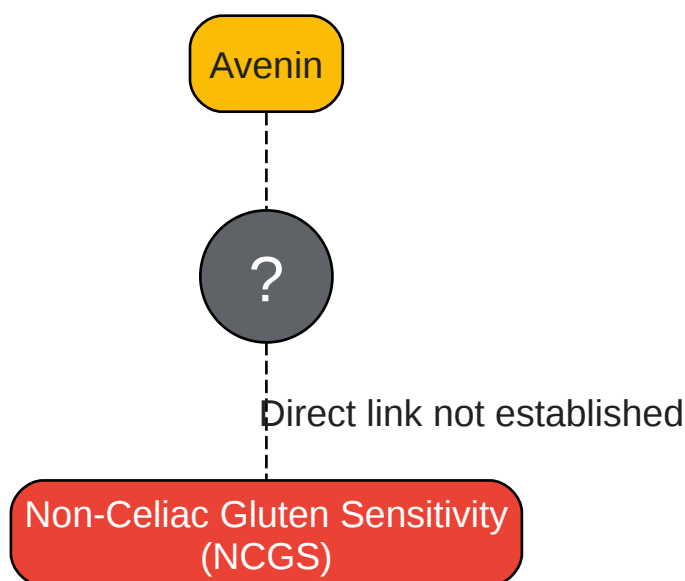 Avenin
?
Direct link not established
Non-Celiac Gluten Sensitivity
(NCGS)